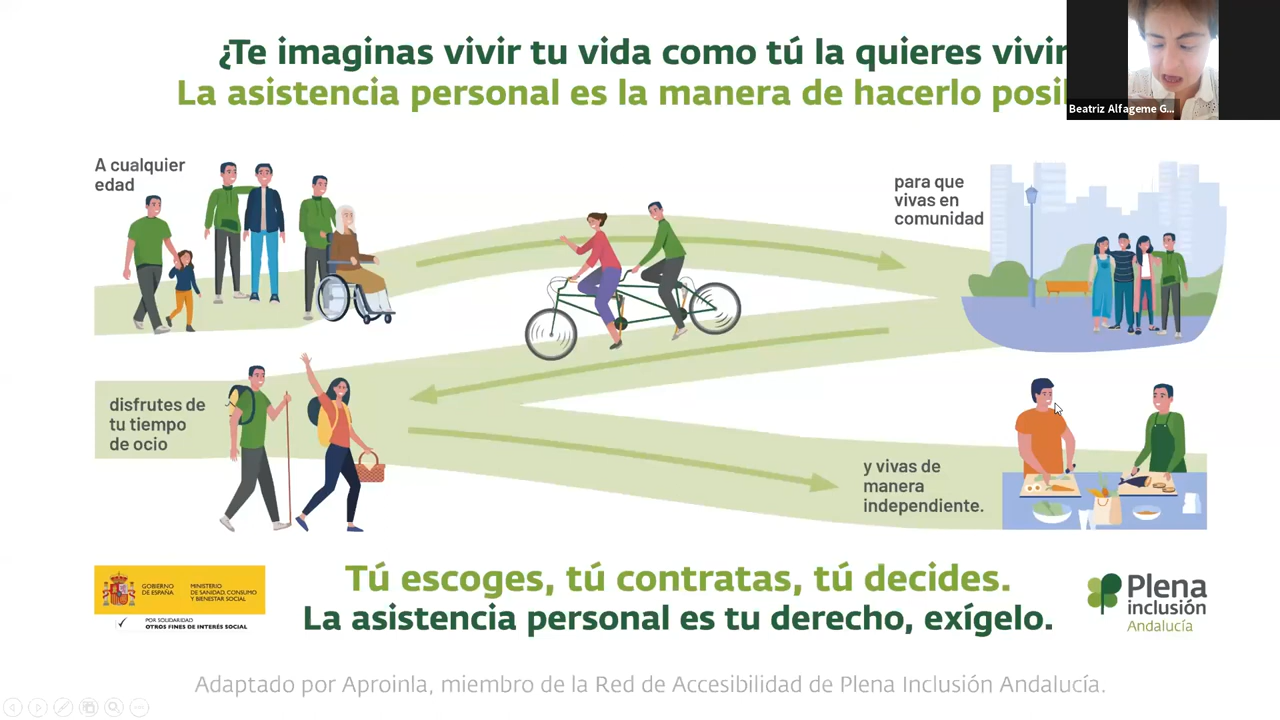 ¿Te imaginas vivir tu vida como tú la quieres vivir
La asistencia personal es la manera de hacerlo posi
Beatriz Alfageme G...
A cualquier
edad
para que
vivas en
comunidad
disfrutes de
tu tiempo
de ocio
y vivas de
manera
independiente.
Tú escoges, tú contratas, tú decides.
La asistencia personal es tu derecho, exígelo.
GOBIERNO
DE ESPAÑA
MINISTERIO
DE SANIDAD, CONSUMO
Y BIENESTAR SOCIAL
POR SOLIDARIDAD
OTROS FINES DE INTERÉS SOCIAL
Plena
inclusión
Andalucía
Adaptado por Aproinla, miembro de la Red de Accesibilidad de Plena Inclusión Andalucía.